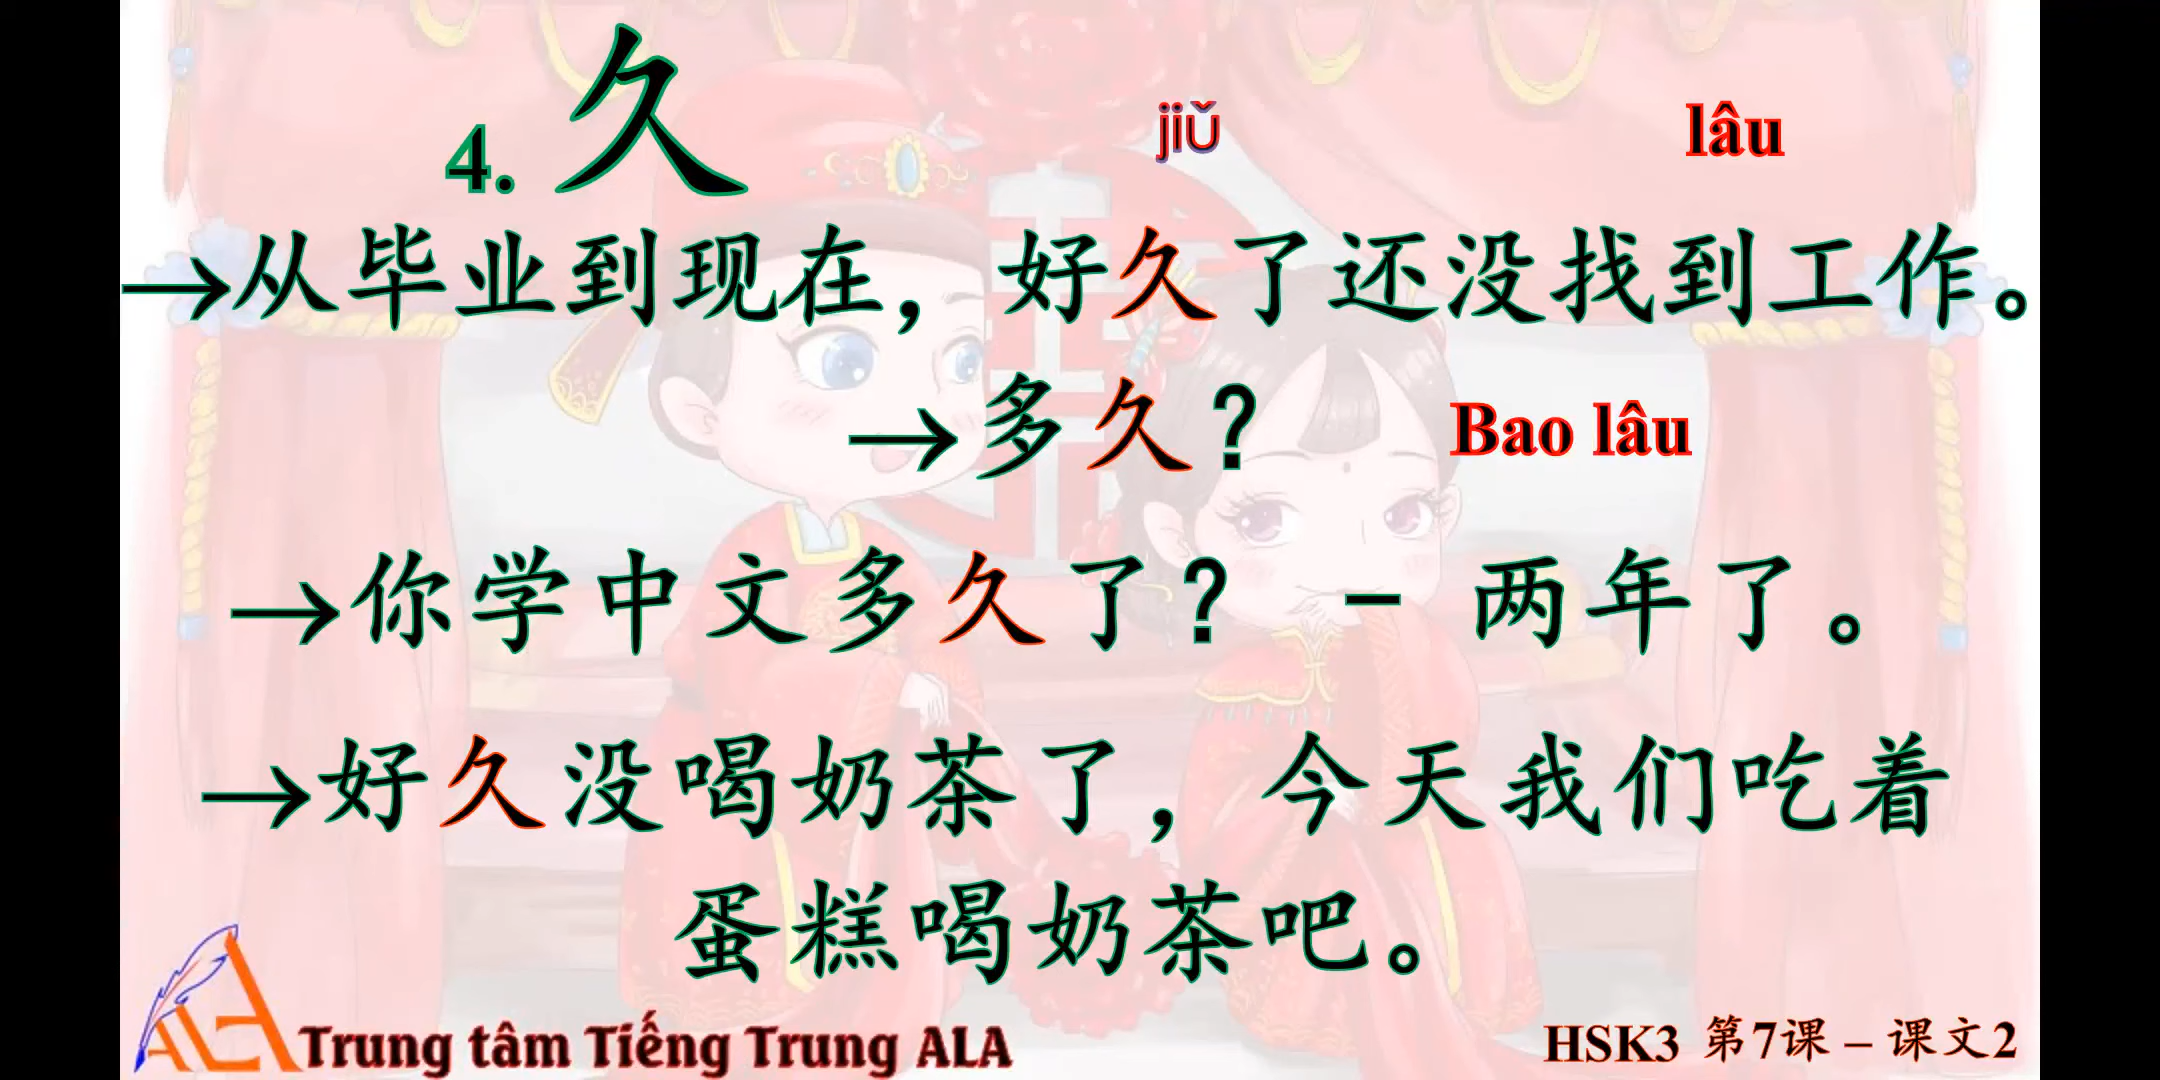 4. 久 jiǔ lâu
→从毕业到现在，好久了还没找到工作。
→多久？ Bao lâu
→你学中文多久了？ - 两年了。
→好久没喝奶茶了，今天我们吃着
蛋糕喝奶茶吧。
ALA Trung tâm Tiếng Trung ALA
HSK3 第7课 – 课文2